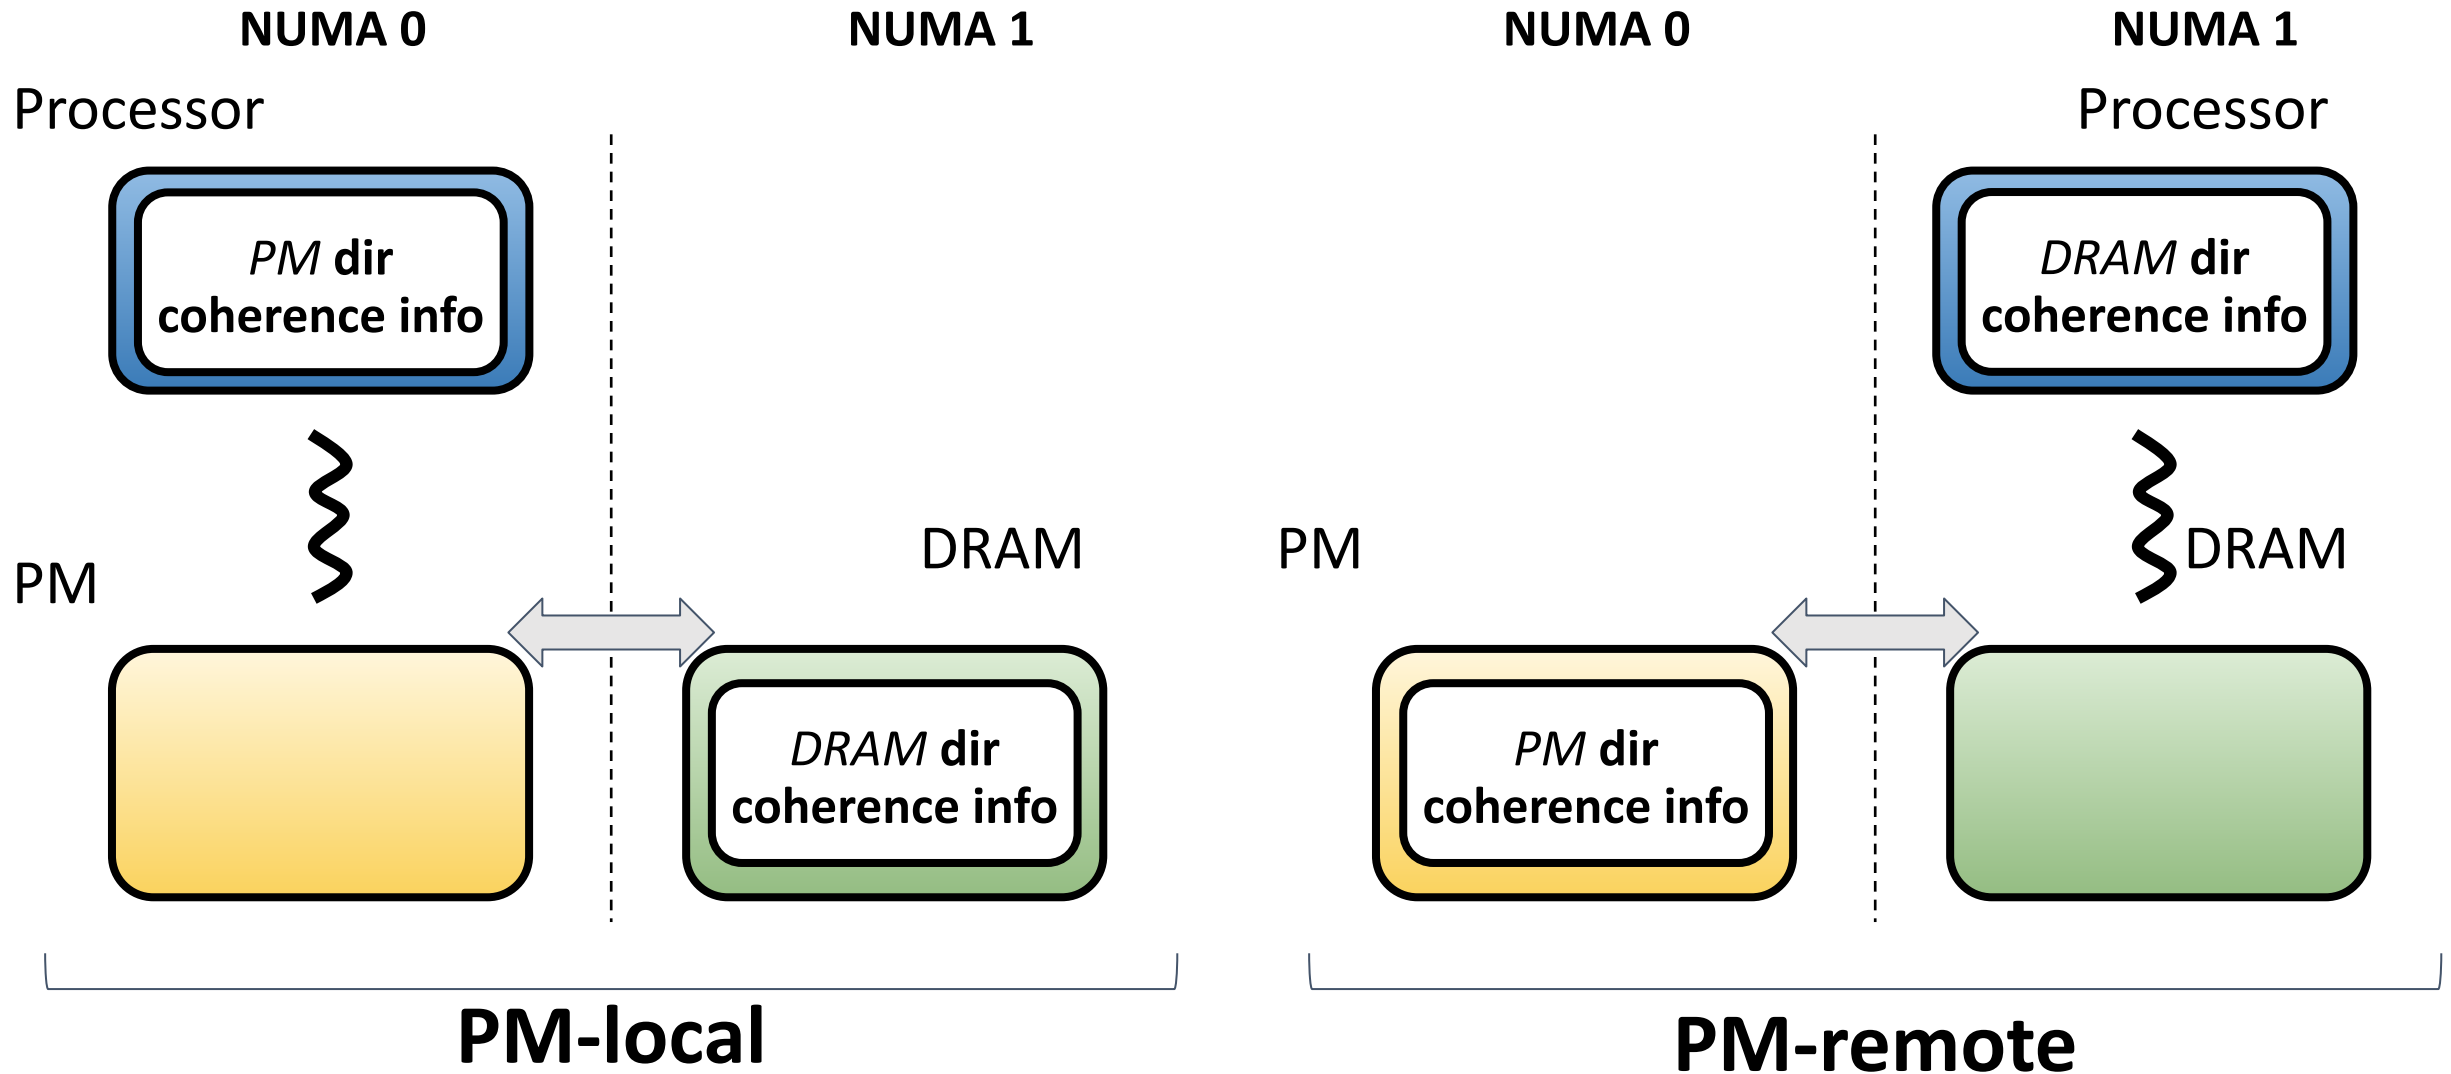 NUMA 0
NUMA 1
Processor
PM dir
coherence info
PM
DRAM
DRAM dir
coherence info
PM-local
NUMA 0
NUMA 1
Processor
DRAM dir
coherence info
PM
DRAM
PM dir
coherence info
PM-remote